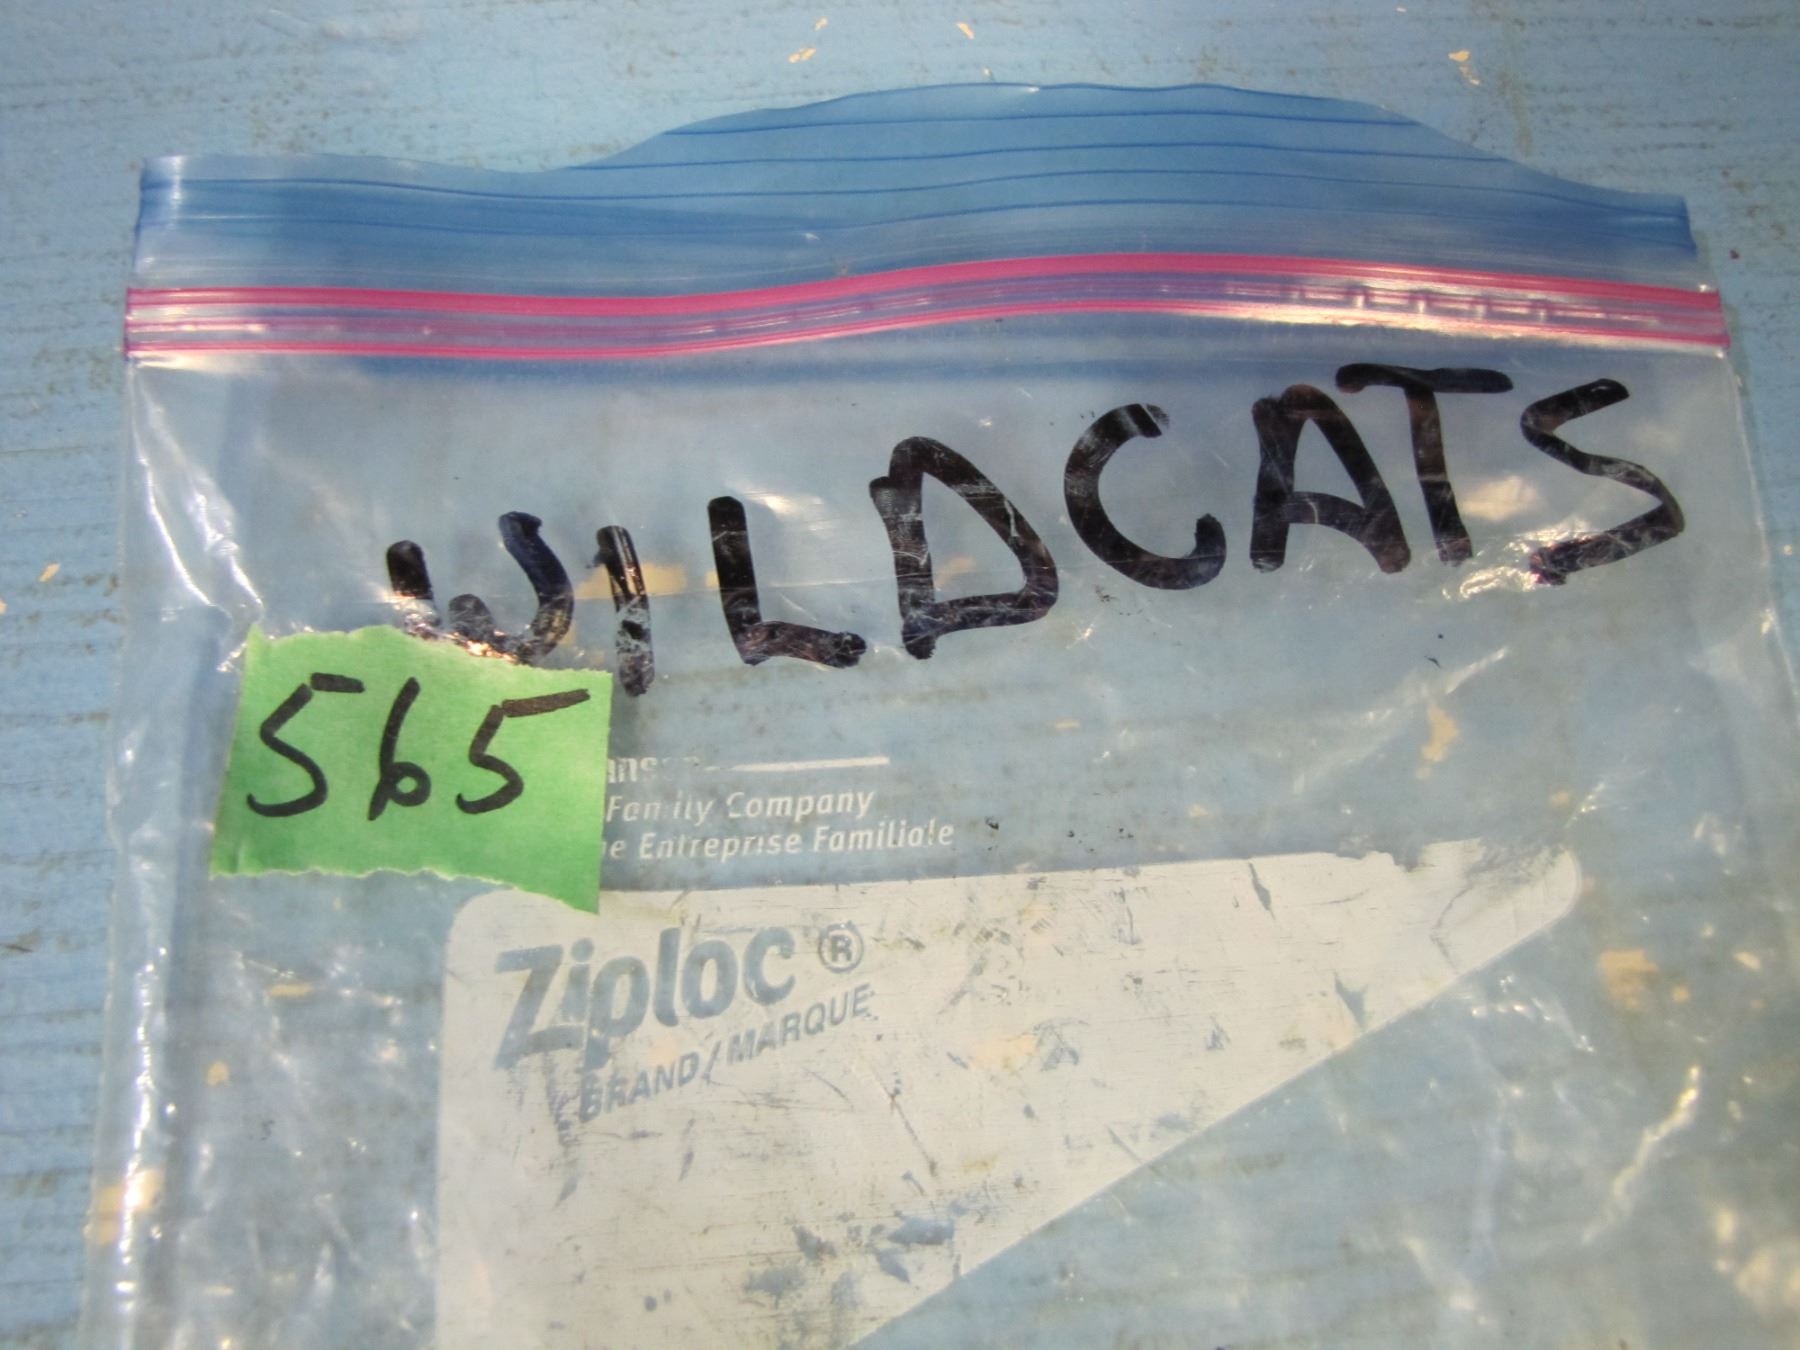 WILDCATS
565
Family Company
Entreprise Familiale
Ziploc®
BRAND/MARQUE